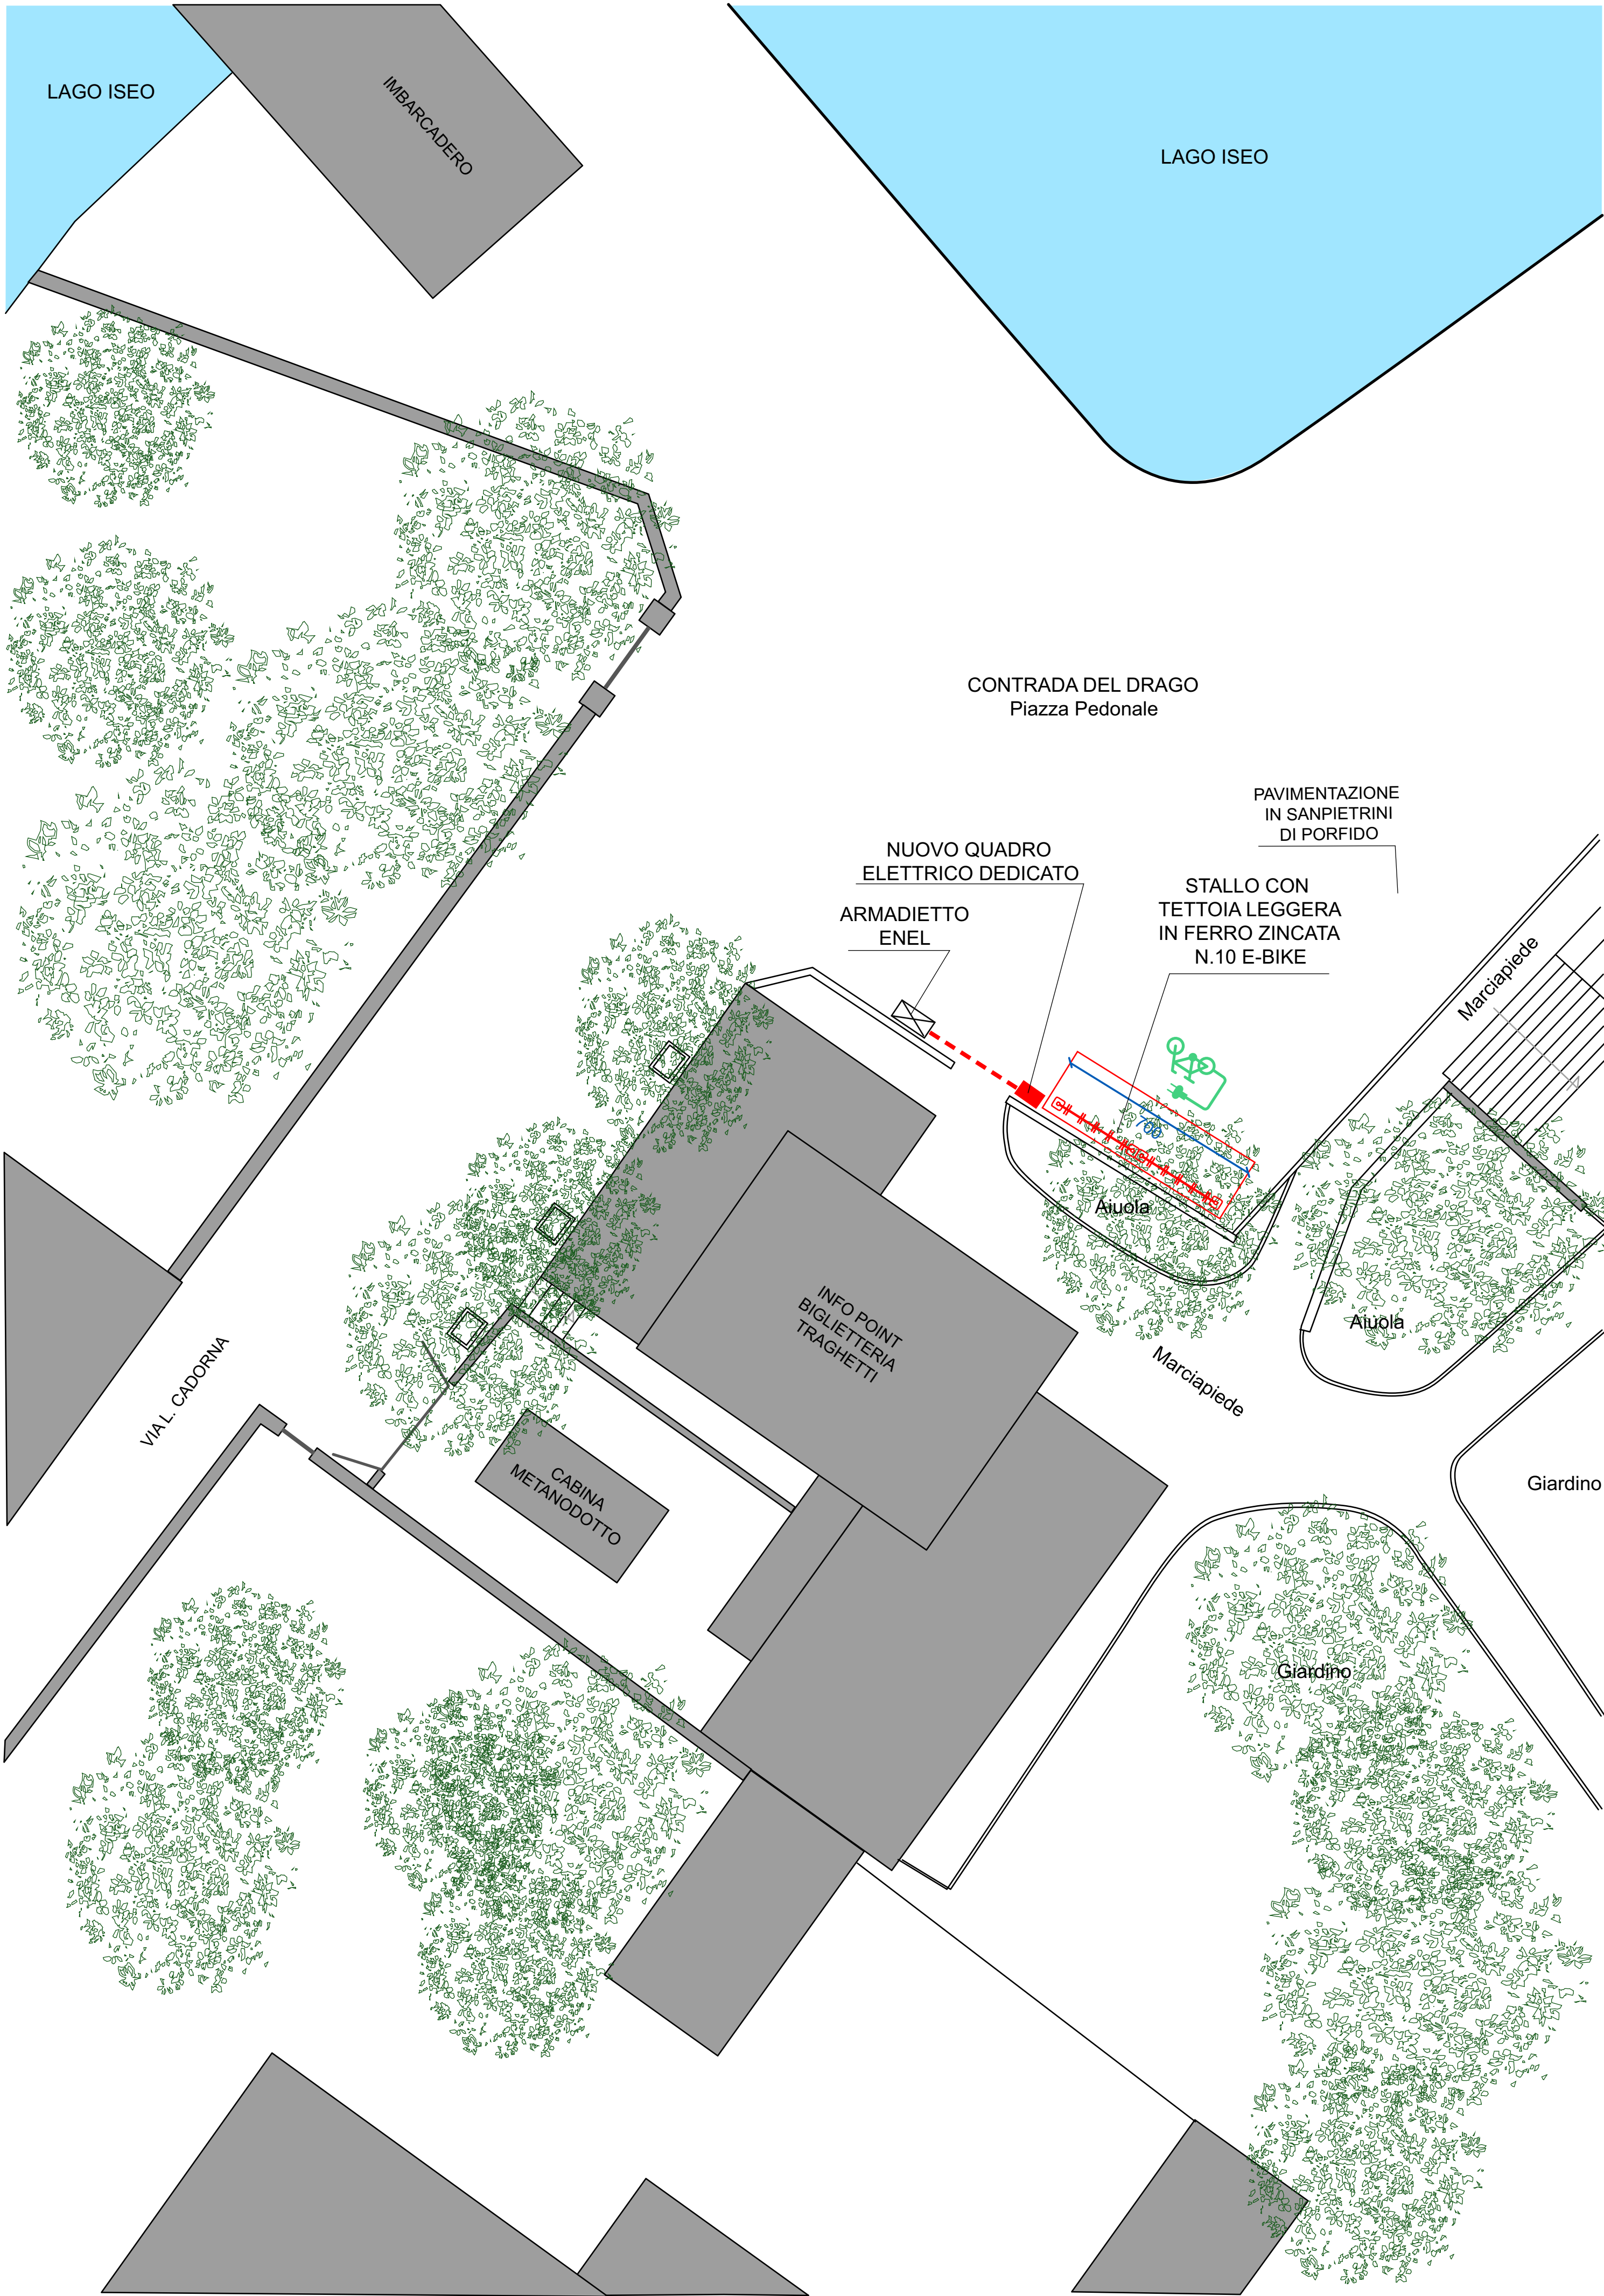 LAGO ISEO
IMBARCADERO
LAGO ISEO
CONTRADA DEL DRAGO
Piazza Pedonale
PAVIMENTAZIONE
IN SANPIETRINI
DI PORFIDO
NUOVO QUADRO
ELETTRICO DEDICATO
STALLO CON
TETTOIA LEGGERA
IN FERRO ZINCATA
N.10 E-BIKE
ARMADIETTO
ENEL
Marciapiede
700
Aiuola
Aiuola
INFO POINT
BIGLIETTERIA
TRAGHETTI
Marciapiede
VIA L. CADORNA
CABINA
METANODOTTO
Giardino
Giardino